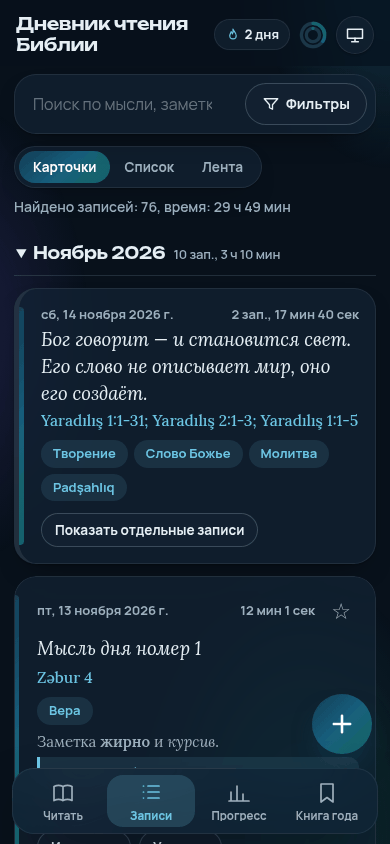 Дневник чтения
Библии
2 дня
Поиск по мысли, заметк
Фильтры
Карточки Список Лента
Найдено записей: 76, время: 29 ч 49 мин
▼ Ноябрь 2026 10 зап., 3 ч 10 мин
сб, 14 ноября 2026 г. 2 зап., 17 мин 40 сек
Бог говорит — и становится свет.
Его слово не описывает мир, оно
его создаёт.
Yaradılış 1:1-31; Yaradılış 2:1-3; Yaradılış 1:1-5
Творение Слово Божье Молитва
Padşahlıq
Показать отдельные записи
пт, 13 ноября 2026 г. 12 мин 1 сек ☆
Мысль дня номер 1
Zəbur 4
Вера
Заметка жирно и курсив.
Читать Записи Прогресс Книга года